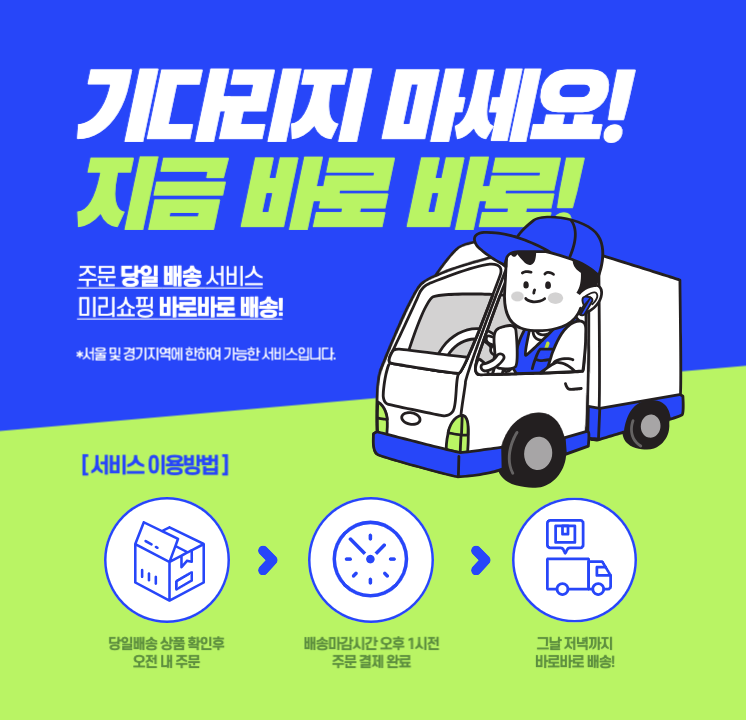 기다리지 마세요!
지금 바로 바로!
주문 당일 배송 서비스
미리쇼핑 바로바로 배송!
*서울 및 경기지역에 한하여 가능한 서비스입니다.
[ 서비스 이용방법 ]
당일배송 상품 확인후
오전 내 주문
배송마감시간 오후 1시전
주문 결제 완료
그날 저녁까지
바로바로 배송!